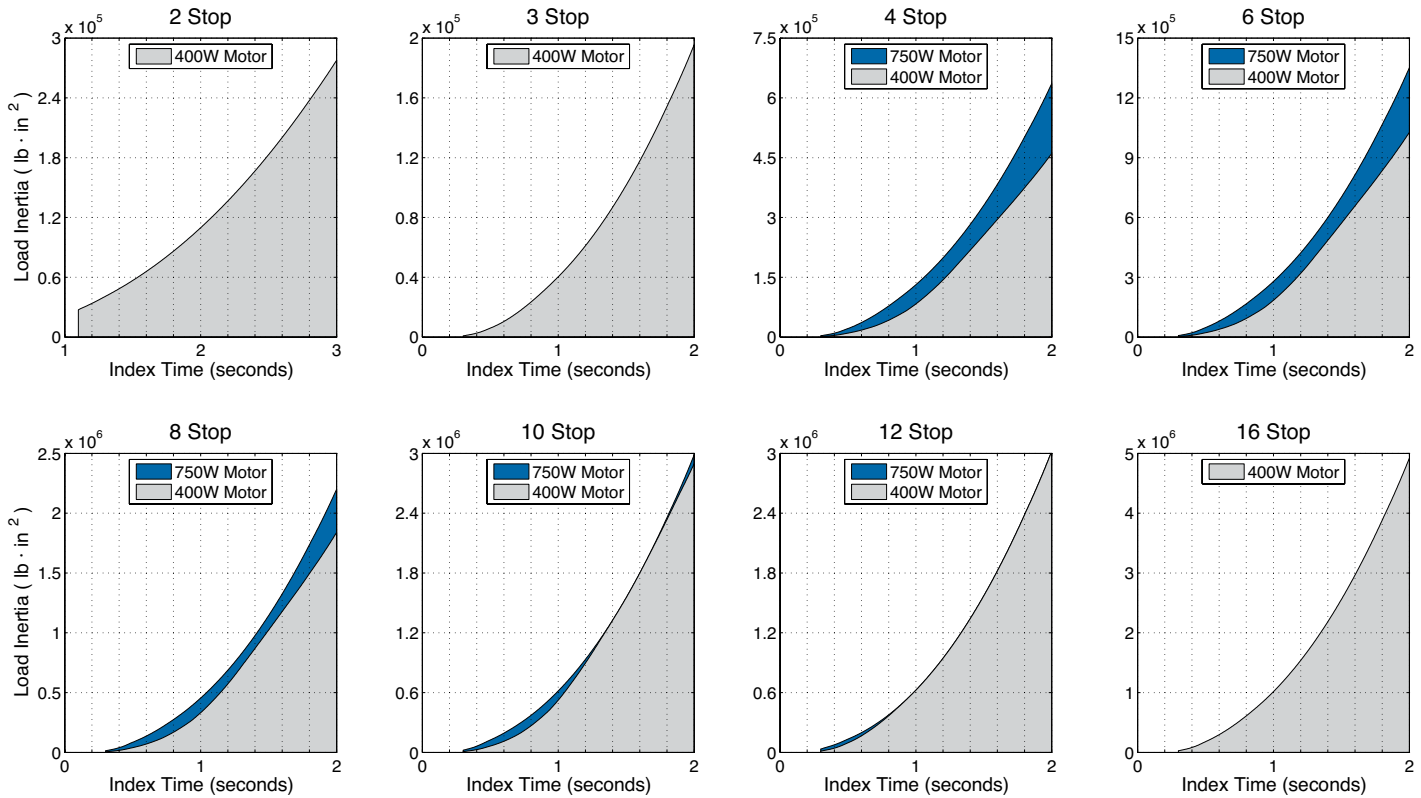 2 Stop
x 10 5
Load Inertia ( lb · in 2 )
3
2.4
1.8
1.2
0.6
0
1 2 3
Index Time (seconds)
400W Motor
3 Stop
x 10 5
2
1.6
1.2
0.8
0.4
0
0 1 2
Index Time (seconds)
400W Motor
4 Stop
x 10 5
7.5
6
4.5
3
1.5
0
0 1 2
Index Time (seconds)
750W Motor
400W Motor
6 Stop
x 10 5
15
12
9
6
3
0
0 1 2
Index Time (seconds)
750W Motor
400W Motor
8 Stop
x 10 6
Load Inertia ( lb · in 2 )
2.5
2
1.5
1
0.5
0
0 1 2
Index Time (seconds)
750W Motor
400W Motor
10 Stop
x 10 6
3
2.4
1.8
1.2
0.6
0
0 1 2
Index Time (seconds)
750W Motor
400W Motor
12 Stop
x 10 6
3
2.4
1.8
1.2
0.6
0
0 1 2
Index Time (seconds)
750W Motor
400W Motor
16 Stop
x 10 6
5
4
3
2
1
0
0 1 2
Index Time (seconds)
400W Motor